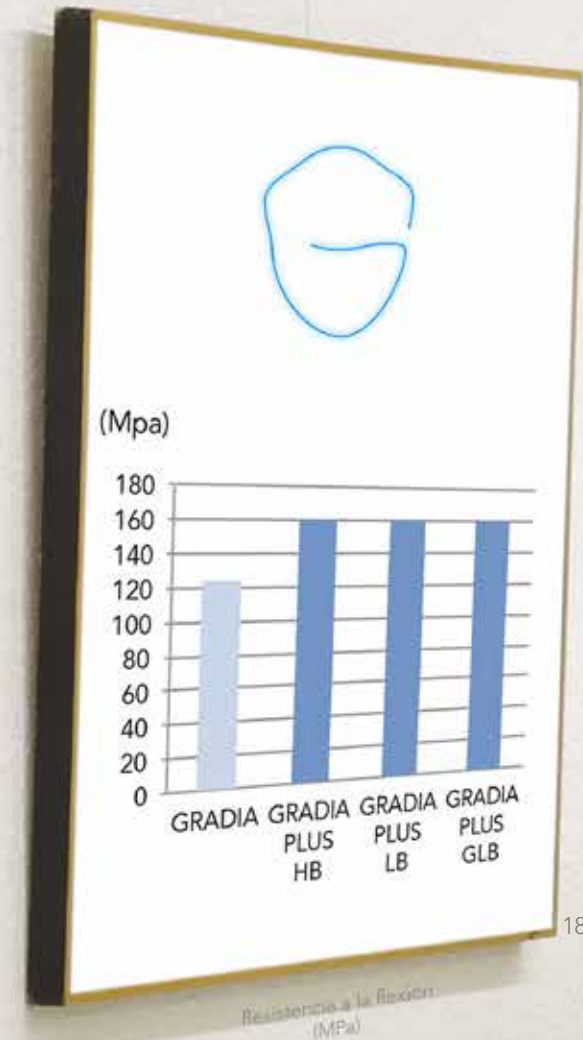 (Mpa)
180
160
140
120
100
80
60
40
20
0
GRADIA GRADIA GRADIA GRADIA
PLUS PLUS PLUS
HB LB GLB
18
Resistencia a la flexión
(MPa)